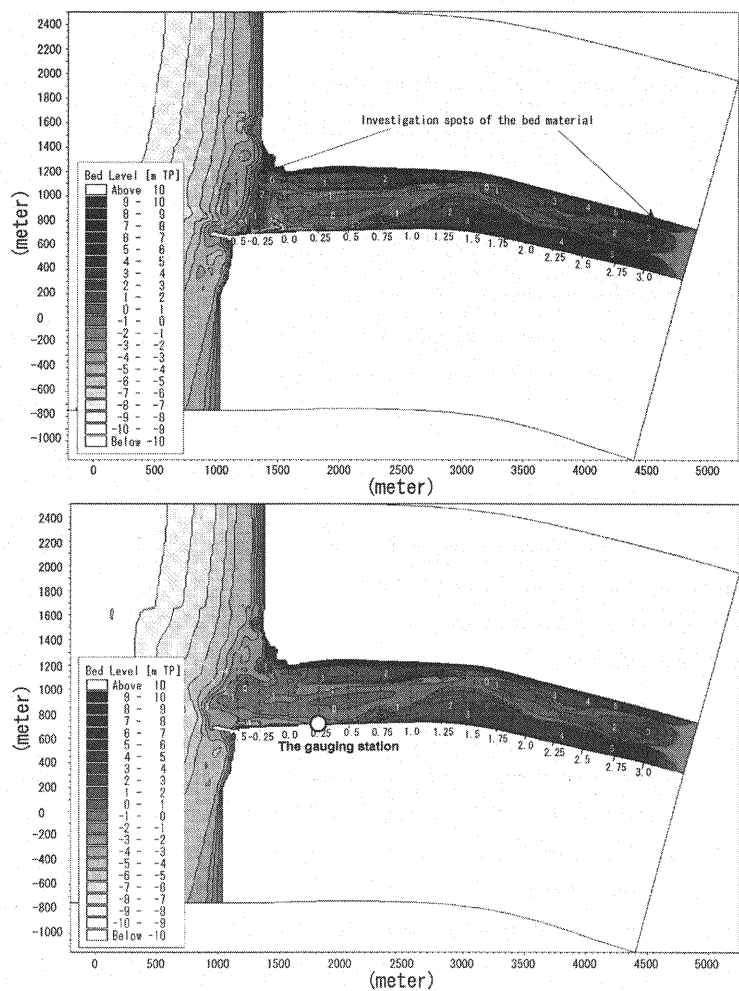 2400
2200
2000
1800
1600
1400
1200
1000
800
600
400
200
0
-200
-400
-600
-800
-1000
(meter)
Investigation spots of the bed material
Bed Level [m TP]
Above 10
9 - 10
8 - 9
7 - 8
6 - 7
5 - 6
4 - 5
3 - 4
2 - 3
1 - 2
0 - 1
-1 - 0
-2 - -1
-3 - -2
-4 - -3
-5 - -4
-6 - -5
-7 - -6
-8 - -7
-9 - -8
-10 - -9
Below -10
-0.25 0.0 0.25 0.5 0.75 1.0 1.25 1.5 1.75 2.0 2.25 2.5 2.75 3.0
0 500 1000 1500 2000 2500 3000 3500 4000 4500 5000
(meter)
2400
2200
2000
1800
1600
1400
1200
1000
800
600
400
200
0
-200
-400
-600
-800
-1000
(meter)
Bed Level [m TP]
Above 10
9 - 10
8 - 9
7 - 8
6 - 7
5 - 6
4 - 5
3 - 4
2 - 3
1 - 2
0 - 1
-1 - 0
-2 - -1
-3 - -2
-4 - -3
-5 - -4
-6 - -5
-7 - -6
-8 - -7
-9 - -8
-10 - -9
Below -10
-0.25 0.0 0.25 0.5 0.75 1.0 1.25 1.5 1.75 2.0 2.25 2.5 2.75 3.0
The gauging station
0 500 1000 1500 2000 2500 3000 3500 4000 4500 5000
(meter)